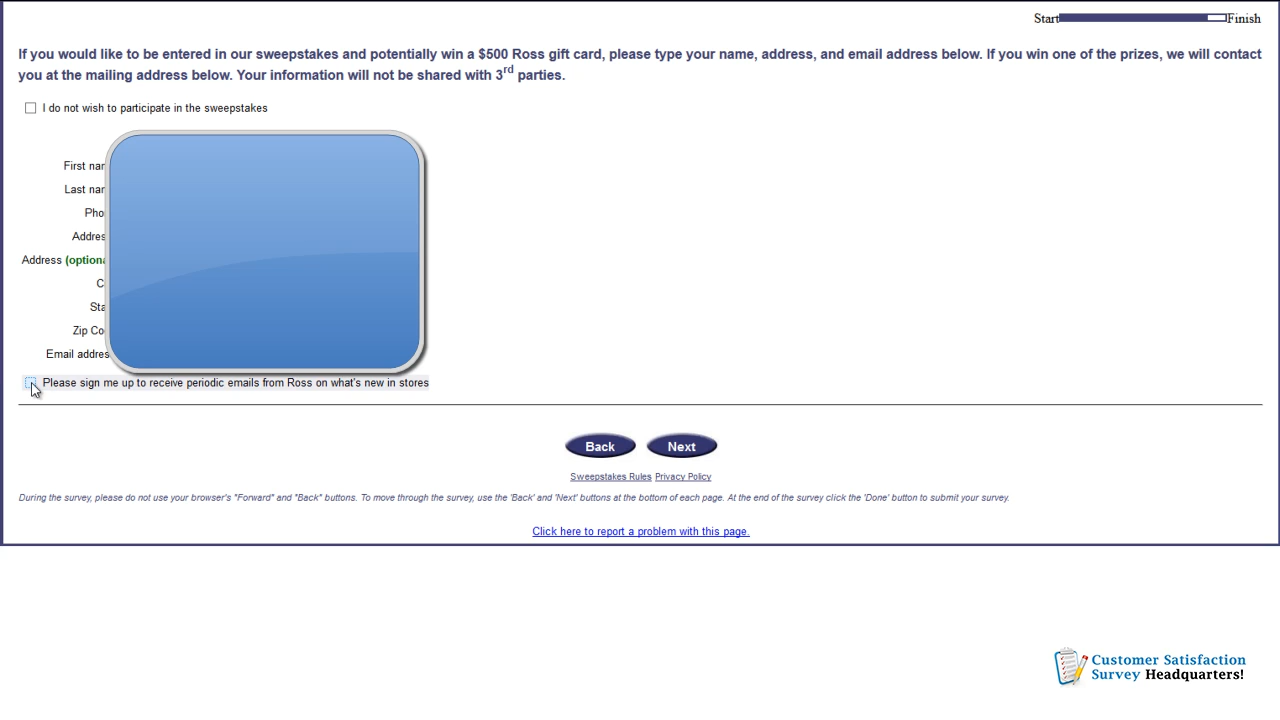 Start Finish
If you would like to be entered in our sweepstakes and potentially win a $500 Ross gift card, please type your name, address, and email address below. If you win one of the prizes, we will contact
you at the mailing address below. Your information will not be shared with 3rd parties.
I do not wish to participate in the sweepstakes
First
Last
Address
Zip
Email
Please sign me up to receive periodic emails from Ross on what's new in stores
Back Next
Sweepstakes Rules Privacy Policy
During the survey, please do not use your browser's "Forward" and "Back" buttons. To move through the survey, use the 'Back' and 'Next' buttons at the bottom of each page. At the end of the survey click the 'Done' button to submit your survey.
Click here to report a problem with this page.
Customer Satisfaction
Survey Headquarters!